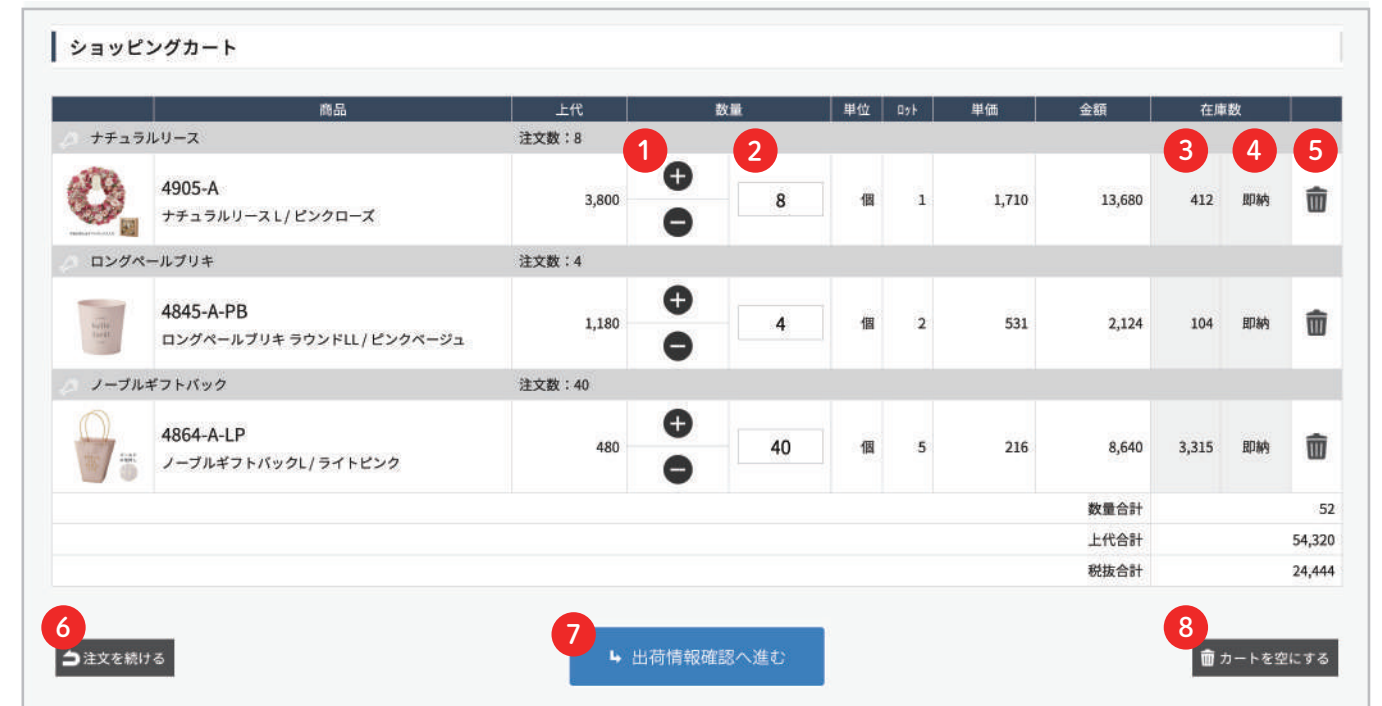 ショッピングカート
商品 上代 数量 単位 ロット 単価 金額 在庫数
ナチュラルリース 注文数:8
1 2 3 4 5
4905-A
ナチュラルリース L / ピンクローズ
3,800 8 個 1 1,710 13,680 412 即納
ロングペールブリキ 注文数:4
4845-A-PB
ロングペールブリキ ラウンドLL / ピンクベージュ
1,180 4 個 2 531 2,124 104 即納
ノーブルギフトバック 注文数:40
4864-A-LP
ノーブルギフトバックL / ライトピンク
480 40 個 5 216 8,640 3,315 即納
数量合計 52
上代合計 54,320
税抜合計 24,444
6 7 8
注文を続ける 出荷情報確認へ進む カートを空にする